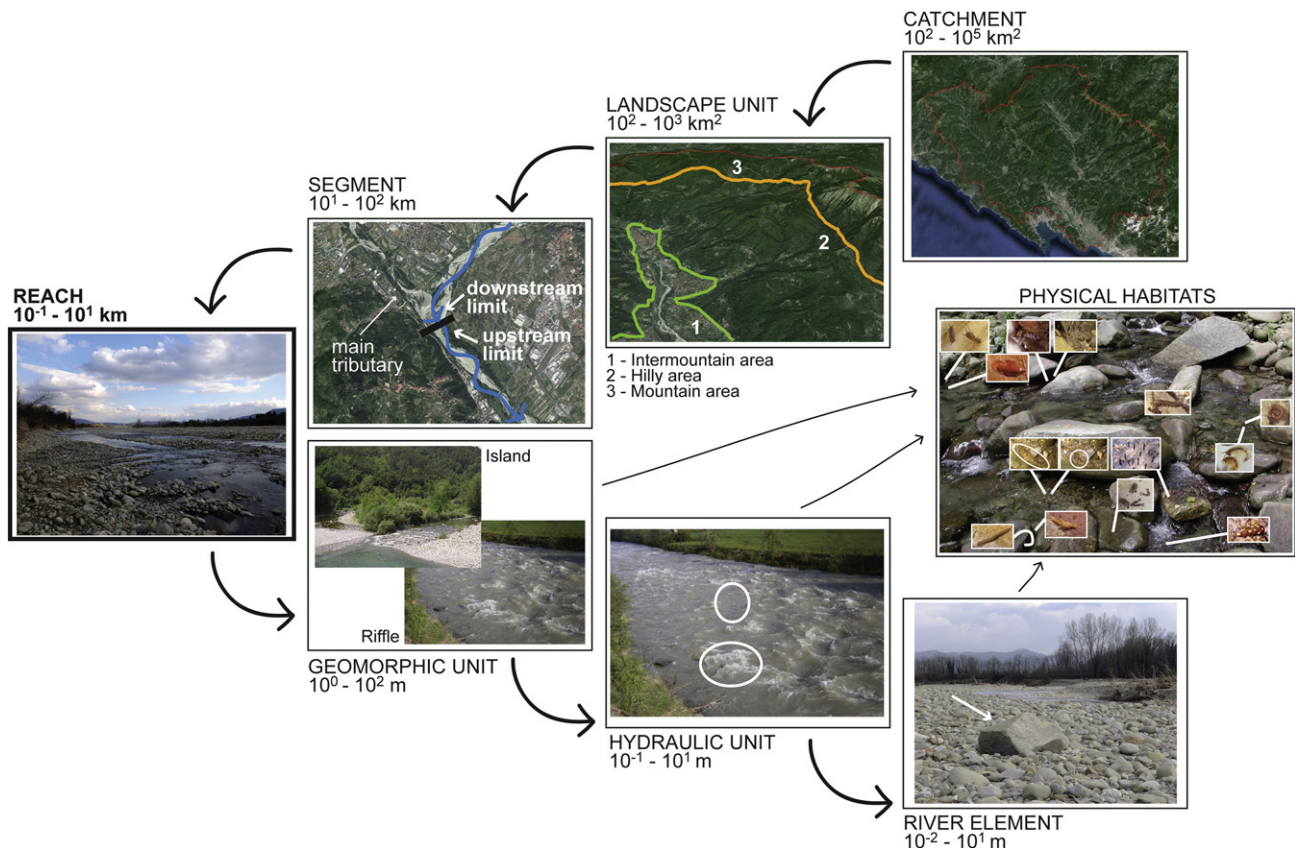 CATCHMENT
10² - 10⁵ km²
LANDSCAPE UNIT
10² - 10³ km²
3
2
1
1 - Intermountain area
2 - Hilly area
3 - Mountain area
SEGMENT
10¹ - 10² km
downstream
limit
upstream
limit
main
tributary
REACH
10⁻¹ - 10¹ km
Island
Riffle
GEOMORPHIC UNIT
10⁰ - 10² m
HYDRAULIC UNIT
10⁻¹ - 10¹ m
RIVER ELEMENT
10⁻² - 10¹ m
PHYSICAL HABITATS